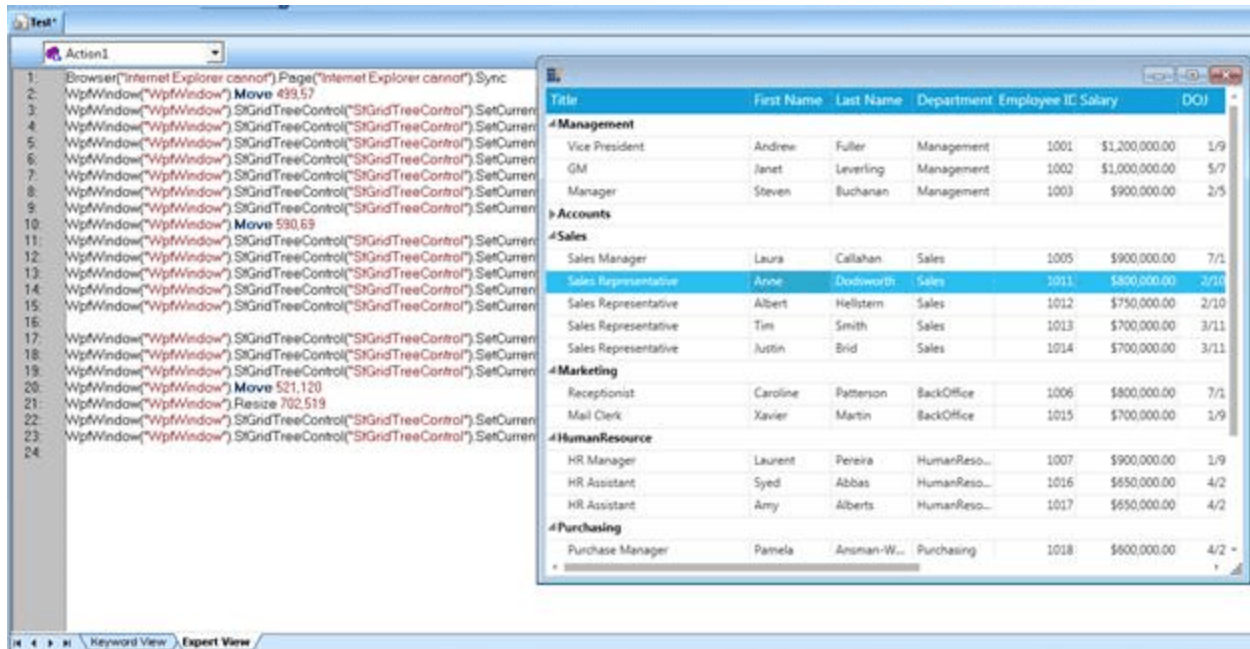 Test*
Action1
1: Browser("Internet Explorer cannot").Page("Internet Explorer cannot").Sync
2: WpfWindow("WpfWindow").Move 499,57
3: WpfWindow("WpfWindow").SfGridTreeControl("SfGridTreeControl").SetCurren
4: WpfWindow("WpfWindow").SfGridTreeControl("SfGridTreeControl").SetCurren
5: WpfWindow("WpfWindow").SfGridTreeControl("SfGridTreeControl").SetCurren
6: WpfWindow("WpfWindow").SfGridTreeControl("SfGridTreeControl").SetCurren
7: WpfWindow("WpfWindow").SfGridTreeControl("SfGridTreeControl").SetCurren
8: WpfWindow("WpfWindow").SfGridTreeControl("SfGridTreeControl").SetCurren
9: WpfWindow("WpfWindow").SfGridTreeControl("SfGridTreeControl").SetCurren
10: WpfWindow("WpfWindow").Move 590,69
11: WpfWindow("WpfWindow").SfGridTreeControl("SfGridTreeControl").SetCurren
12: WpfWindow("WpfWindow").SfGridTreeControl("SfGridTreeControl").SetCurren
13: WpfWindow("WpfWindow").SfGridTreeControl("SfGridTreeControl").SetCurren
14: WpfWindow("WpfWindow").SfGridTreeControl("SfGridTreeControl").SetCurren
15: WpfWindow("WpfWindow").SfGridTreeControl("SfGridTreeControl").SetCurren
16:
17: WpfWindow("WpfWindow").SfGridTreeControl("SfGridTreeControl").SetCurren
18: WpfWindow("WpfWindow").SfGridTreeControl("SfGridTreeControl").SetCurren
19: WpfWindow("WpfWindow").SfGridTreeControl("SfGridTreeControl").SetCurren
20: WpfWindow("WpfWindow").Move 521,120
21: WpfWindow("WpfWindow").Resize 702,519
22: WpfWindow("WpfWindow").SfGridTreeControl("SfGridTreeControl").SetCurren
23: WpfWindow("WpfWindow").SfGridTreeControl("SfGridTreeControl").SetCurren
24:
Title First Name Last Name Department Employee ID Salary DOJ
Management
Vice President Andrew Fuller Management 1001 $1,200,000.00 1/9
GM Janet Leverling Management 1002 $1,000,000.00 5/7
Manager Steven Buchanan Management 1003 $900,000.00 2/5
Accounts
Sales
Sales Manager Laura Callahan Sales 1005 $900,000.00 7/1
Sales Representative Anne Dodsworth Sales 1011 $800,000.00 2/10
Sales Representative Albert Hellstern Sales 1012 $750,000.00 2/10
Sales Representative Tim Smith Sales 1013 $700,000.00 3/11
Sales Representative Justin Brid Sales 1014 $700,000.00 3/11
Marketing
Receptionist Caroline Patterson BackOffice 1006 $800,000.00 7/1
Mail Clerk Xavier Martin BackOffice 1015 $700,000.00 1/9
HumanResource
HR Manager Laurent Pereira HumanReso... 1007 $900,000.00 1/9
HR Assistant Syed Abbas HumanReso... 1016 $650,000.00 4/2
HR Assistant Amy Alberts HumanReso... 1017 $650,000.00 4/2
Purchasing
Purchase Manager Pamela Ansman-W... Purchasing 1018 $600,000.00 4/2
Keyword View Expert View